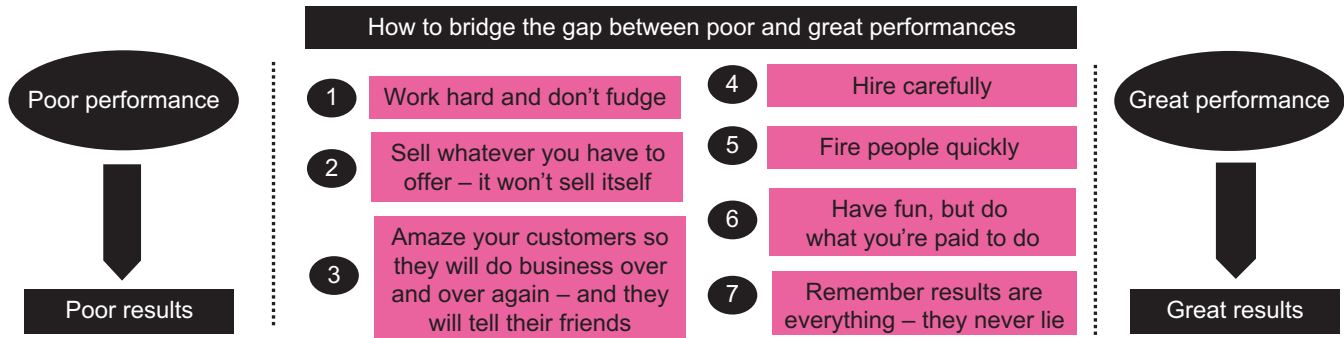 How to bridge the gap between poor and great performances
Poor performance
Poor results
1
Work hard and don't fudge
2
Sell whatever you have to
offer – it won't sell itself
3
Amaze your customers so
they will do business over
and over again – and they
will tell their friends
4
Hire carefully
5
Fire people quickly
6
Have fun, but do
what you're paid to do
7
Remember results are
everything – they never lie
Great performance
Great results